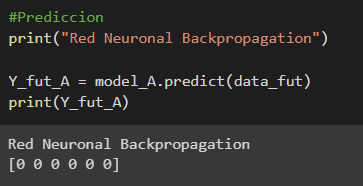 #Prediccion
print("Red Neuronal Backpropagation")
Y_fut_A = model_A.predict(data_fut)
print(Y_fut_A)
Red Neuronal Backpropagation
[0 0 0 0 0 0]